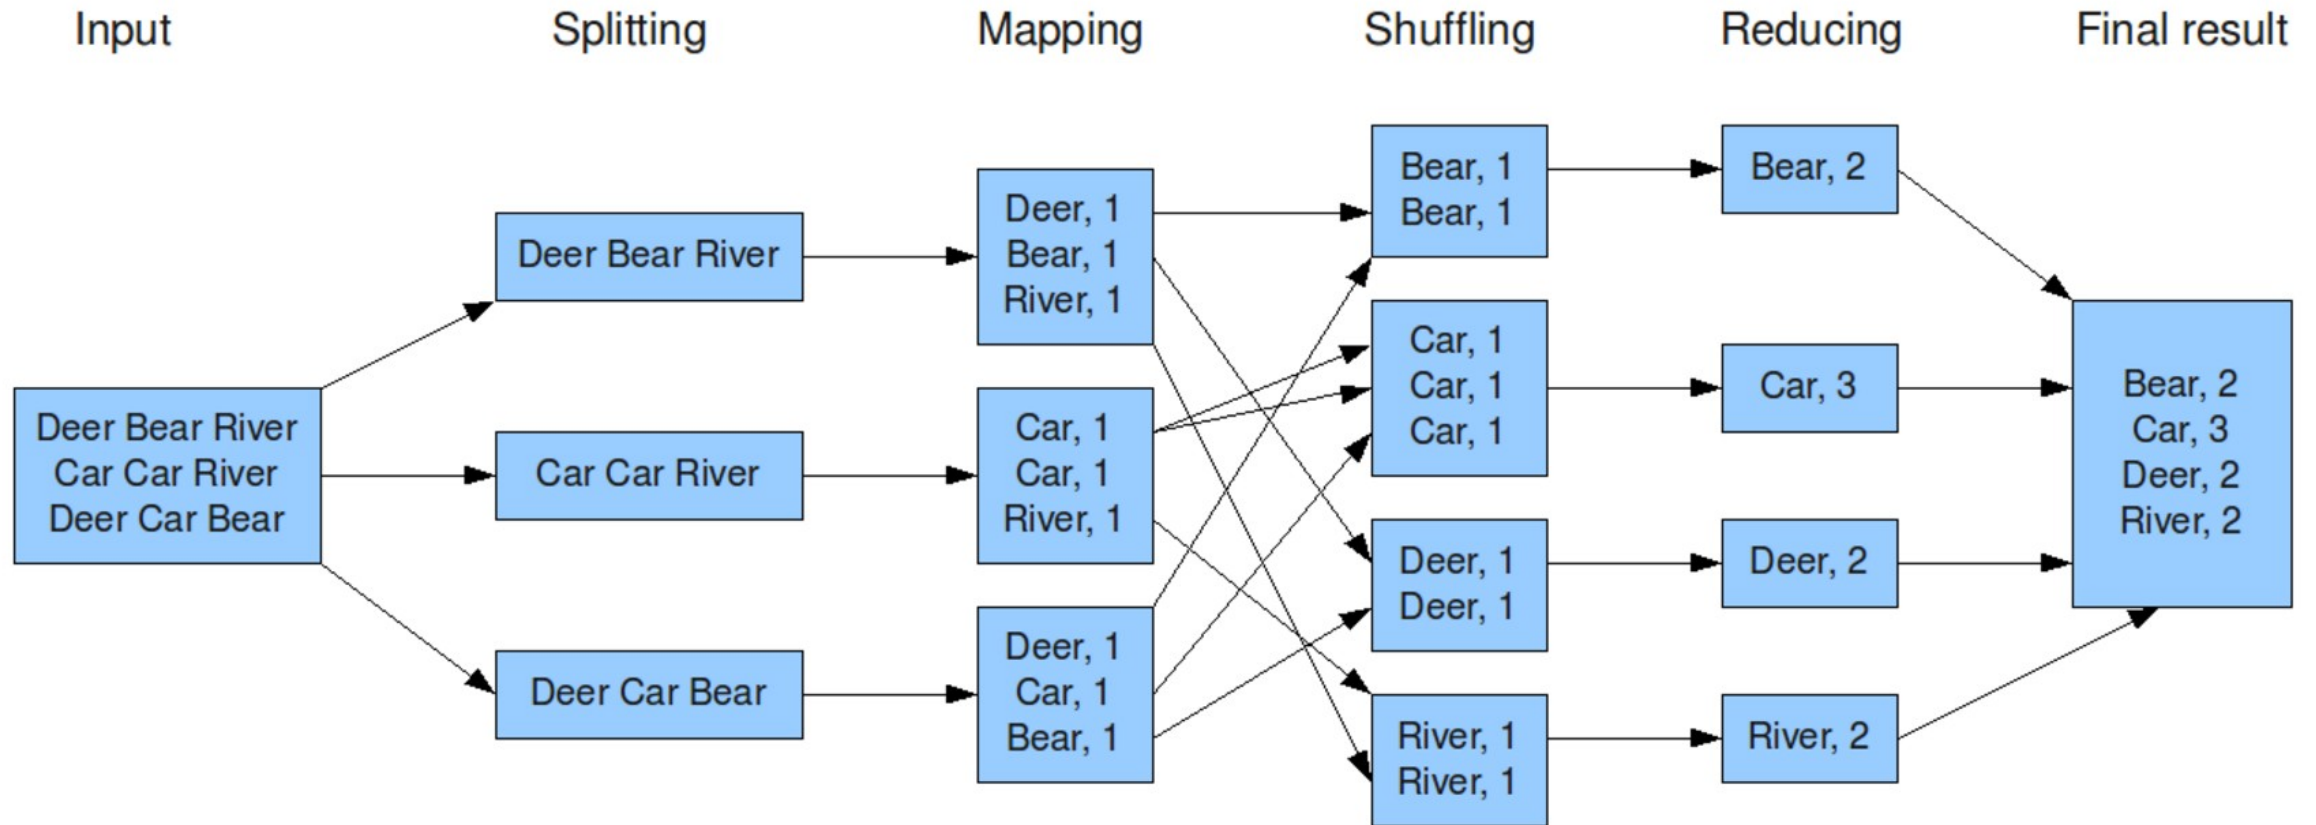 Input
Splitting
Mapping
Shuffling
Reducing
Final result
Deer Bear River
Car Car River
Deer Car Bear
Deer Bear River
Car Car River
Deer Car Bear
Deer, 1
Bear, 1
River, 1
Car, 1
Car, 1
River, 1
Deer, 1
Car, 1
Bear, 1
Bear, 1
Bear, 1
Car, 1
Car, 1
Car, 1
Deer, 1
Deer, 1
River, 1
River, 1
Bear, 2
Car, 3
Deer, 2
River, 2
Bear, 2
Car, 3
Deer, 2
River, 2